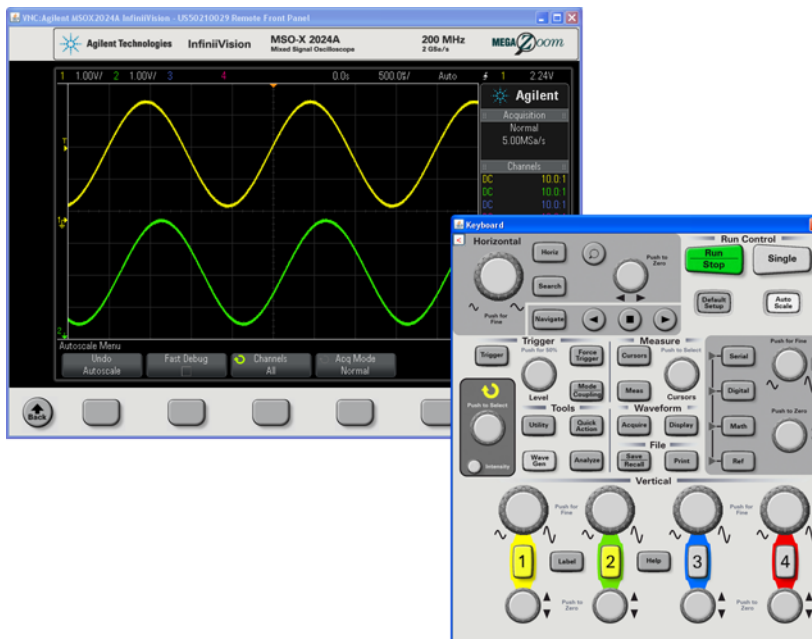 VNC:Agilent MSOX2024A InfiniiVision - US50210029 Remote Front Panel
Agilent Technologies InfiniiVision MSO-X 2024A 200 MHz MEGA Zoom
Mixed Signal Oscilloscope 2 GSa/s
1 1.00V/ 2 1.00V/ 3 4 0.0s 500.0%/ Auto 1 2.24V
Agilent
Acquisition
Normal
5.00MSa/s
Channels
DC 10.0:1
DC 10.0:1
DC 10.0:1
Autoscale Menu
Undo Autoscale
Fast Debug
Channels All
Acq Mode Normal
Back
Keyboard
Horizontal
Push for Fine
Horiz
Search
Navigate
Push to Zero
Run Control
Run Stop
Single
Default Setup
Auto Scale
Trigger
Trigger
Push for 50%
Level
Force Trigger
Mode Coupling
Measure
Cursors
Meas
Push to Select
Cursors
Push to Select
Intensity
Tools
Utility
Quick Action
Wave Gen
Analyze
Waveform
Acquire
Display
File
Save Recall
Print
Serial
Digital
Math
Ref
Push for Fine
Push to Zero
Vertical
Push for Fine
Push for Fine
1
Label
2
Help
3
4
Push to Zero
Push to Zero